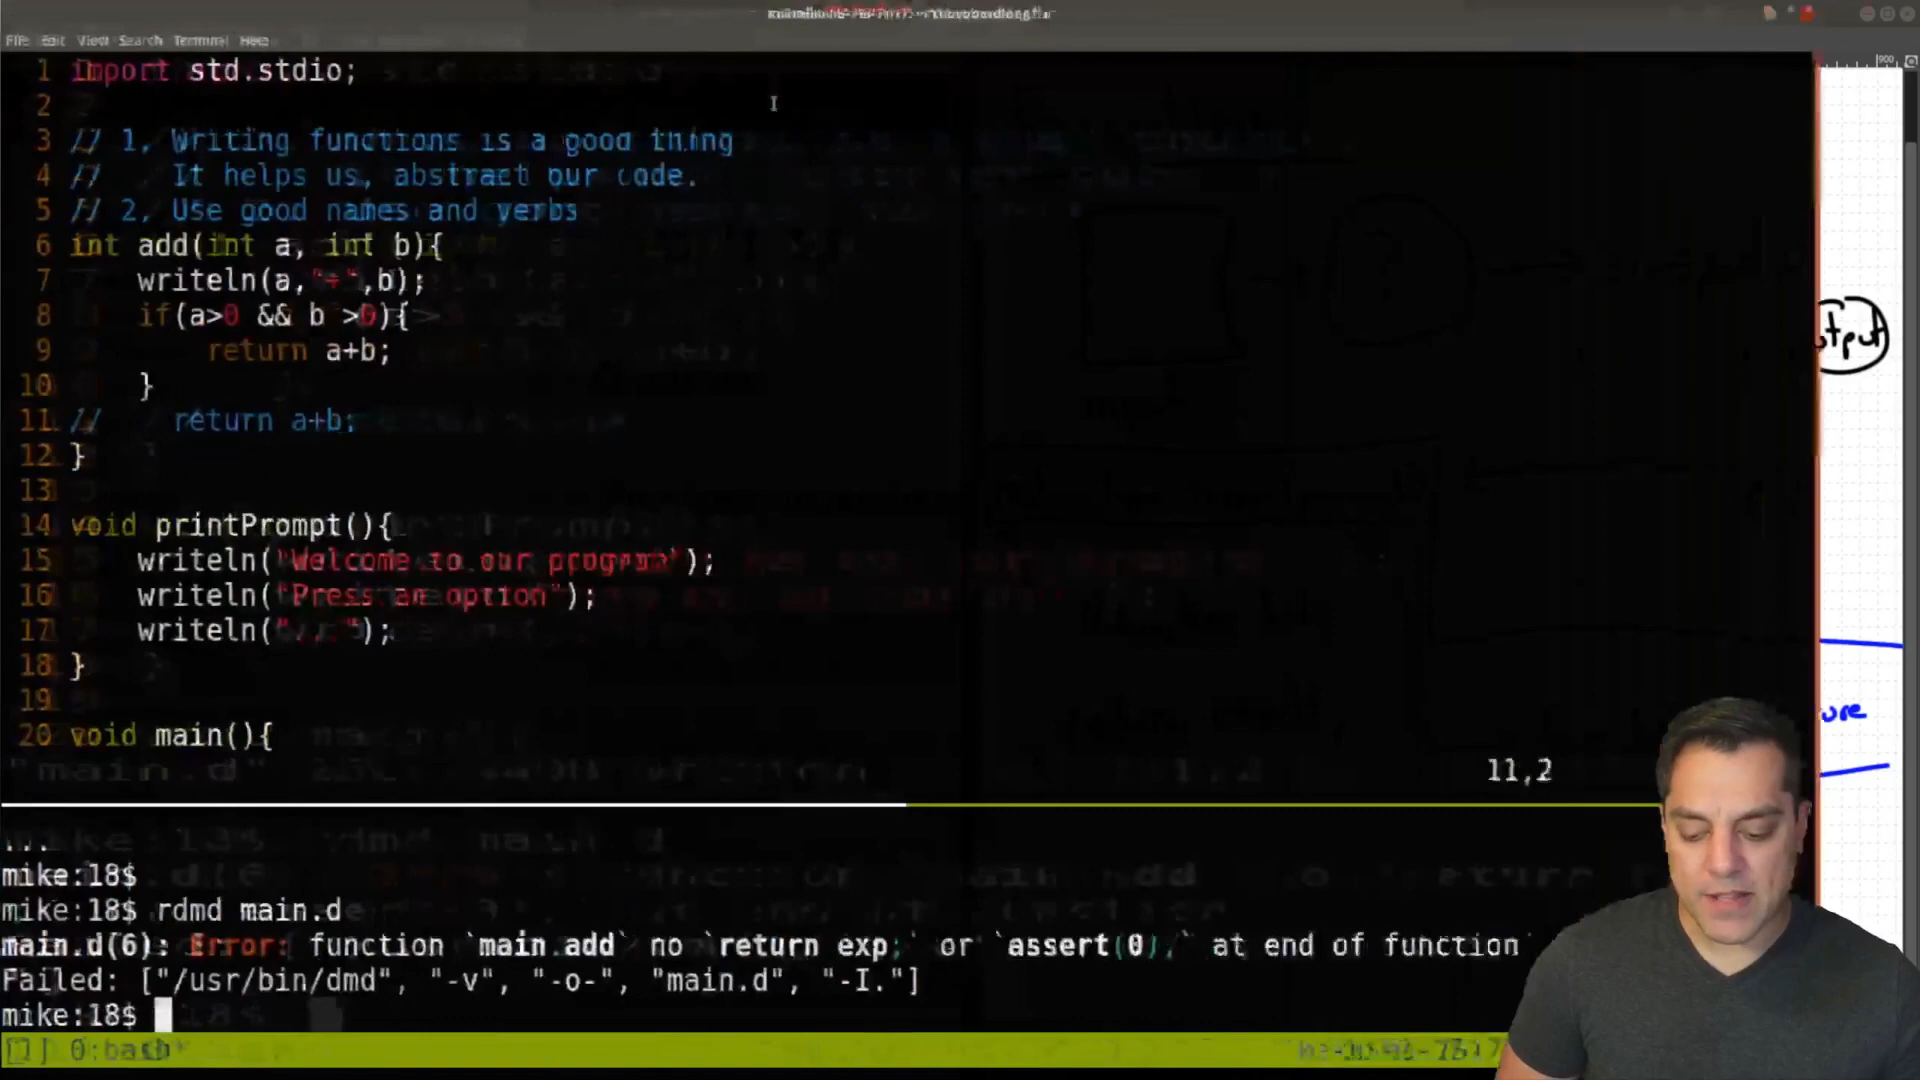 File Edit View Search Terminal Help
900
1 import std.stdio;
2
3 // 1. Writing functions is a good thing
4 // It helps us, abstract our code.
5 // 2. Use good names and verbs
6 int add(int a, int b){
7 writeln(a,"+",b);
8 if(a>0 && b >0){
9 return a+b;
10 }
11 // return a+b;
12 }
13
14 void printPrompt(){
15 writeln("Welcome to our program");
16 writeln("Press an option");
17 writeln("...");
18 }
19
20 void main(){
11,2
utput
ure
...
mike:18$
mike:18$ rdmd main.d
main.d(6): Error: function `main.add` no `return exp;` or `assert(0);` at end of function
Failed: ["/usr/bin/dmd", "-v", "-o-", "main.d", "-I."]
mike:18$
[1] 0:bash*